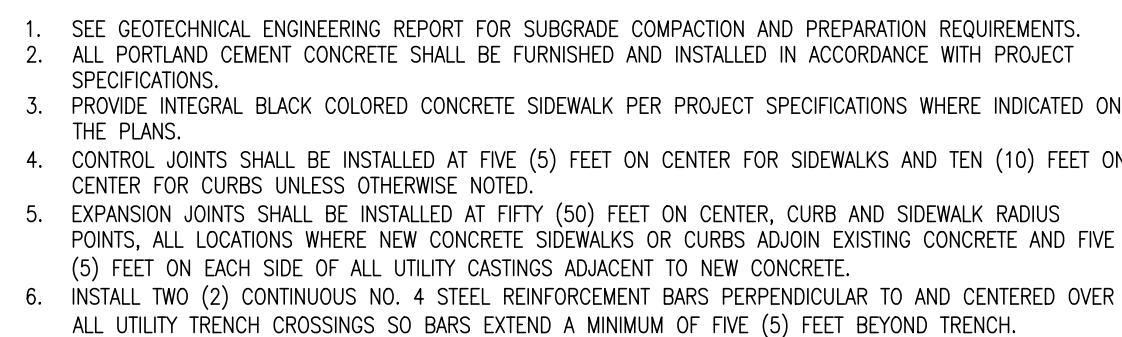 1. SEE GEOTECHNICAL ENGINEERING REPORT FOR SUBGRADE COMPACTION AND PREPARATION REQUIREMENTS.
2. ALL PORTLAND CEMENT CONCRETE SHALL BE FURNISHED AND INSTALLED IN ACCORDANCE WITH PROJECT
SPECIFICATIONS.
3. PROVIDE INTEGRAL BLACK COLORED CONCRETE SIDEWALK PER PROJECT SPECIFICATIONS WHERE INDICATED ON
THE PLANS.
4. CONTROL JOINTS SHALL BE INSTALLED AT FIVE (5) FEET ON CENTER FOR SIDEWALKS AND TEN (10) FEET ON
CENTER FOR CURBS UNLESS OTHERWISE NOTED.
5. EXPANSION JOINTS SHALL BE INSTALLED AT FIFTY (50) FEET ON CENTER, CURB AND SIDEWALK RADIUS
POINTS, ALL LOCATIONS WHERE NEW CONCRETE SIDEWALKS OR CURBS ADJOIN EXISTING CONCRETE AND FIVE
(5) FEET ON EACH SIDE OF ALL UTILITY CASTINGS ADJACENT TO NEW CONCRETE.
6. INSTALL TWO (2) CONTINUOUS NO. 4 STEEL REINFORCEMENT BARS PERPENDICULAR TO AND CENTERED OVER
ALL UTILITY TRENCH CROSSINGS SO BARS EXTEND A MINIMUM OF FIVE (5) FEET BEYOND TRENCH.